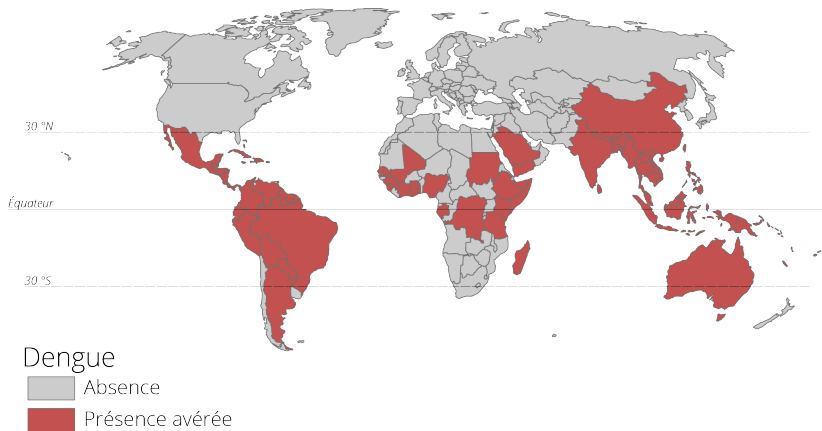 30 °N
Équateur
30 °S
Dengue
Absence
Présence avérée